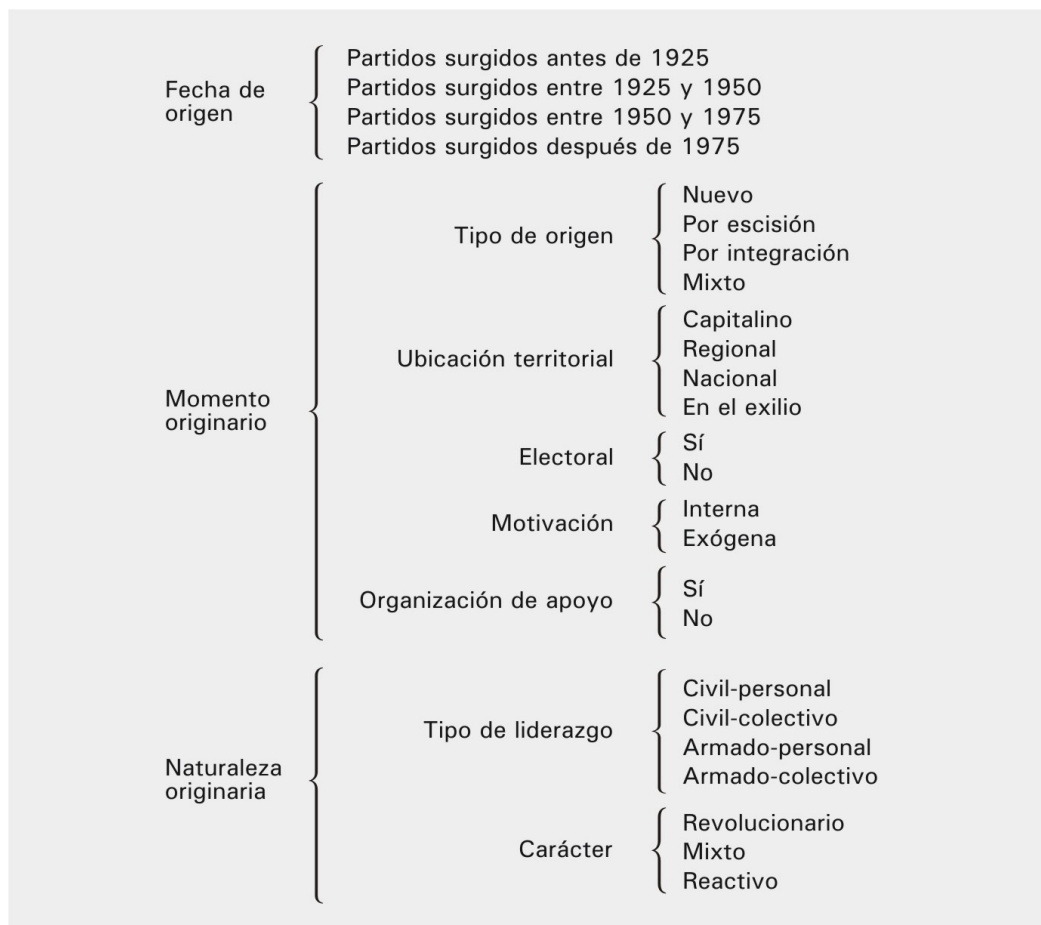 Fecha de
origen
Partidos surgidos antes de 1925
Partidos surgidos entre 1925 y 1950
Partidos surgidos entre 1950 y 1975
Partidos surgidos después de 1975
Momento
originario
Tipo de origen
Nuevo
Por escisión
Por integración
Mixto
Ubicación territorial
Capitalino
Regional
Nacional
En el exilio
Electoral
Sí
No
Motivación
Interna
Exógena
Organización de apoyo
Sí
No
Naturaleza
originaria
Tipo de liderazgo
Civil-personal
Civil-colectivo
Armado-personal
Armado-colectivo
Carácter
Revolucionario
Mixto
Reactivo